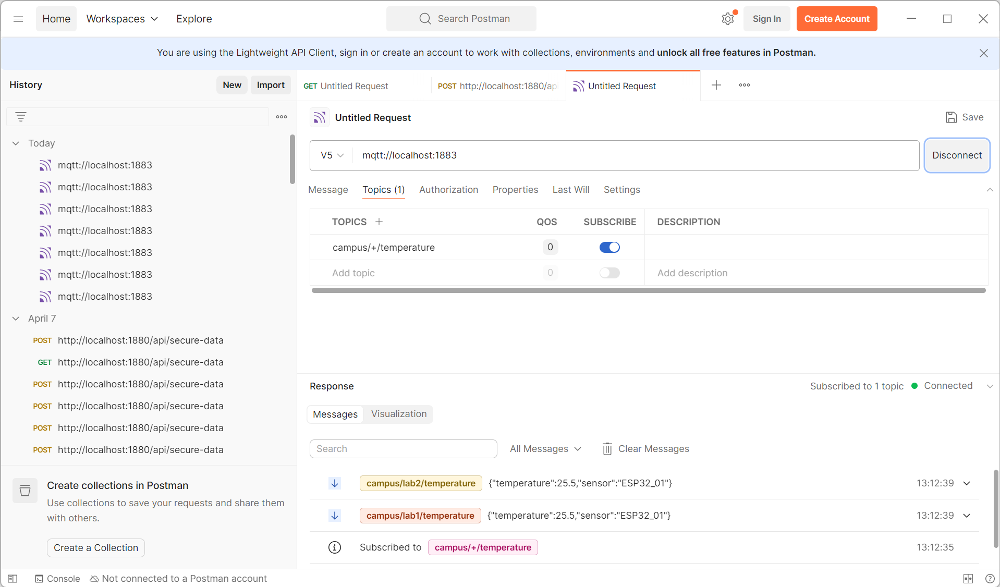 Home Workspaces Explore Search Postman Sign In Create Account
You are using the Lightweight API Client, sign in or create an account to work with collections, environments and unlock all free features in Postman.
History New Import
Today
mqtt://localhost:1883
mqtt://localhost:1883
mqtt://localhost:1883
mqtt://localhost:1883
mqtt://localhost:1883
mqtt://localhost:1883
mqtt://localhost:1883
April 7
POST http://localhost:1880/api/secure-data
GET http://localhost:1880/api/secure-data
POST http://localhost:1880/api/secure-data
POST http://localhost:1880/api/secure-data
POST http://localhost:1880/api/secure-data
POST http://localhost:1880/api/secure-data
Create collections in Postman
Use collections to save your requests and share them
with others.
Create a Collection
GET Untitled Request POST http://localhost:1880/api Untitled Request
Untitled Request Save
V5 mqtt://localhost:1883 Disconnect
Message Topics (1) Authorization Properties Last Will Settings
TOPICS + QOS SUBSCRIBE DESCRIPTION
campus/+/temperature 0
Add topic 0 Add description
Response Subscribed to 1 topic Connected
Messages Visualization
Search All Messages Clear Messages
campus/lab2/temperature {"temperature":25.5,"sensor":"ESP32_01"} 13:12:39
campus/lab1/temperature {"temperature":25.5,"sensor":"ESP32_01"} 13:12:39
Subscribed to campus/+/temperature 13:12:35
Console Not connected to a Postman account